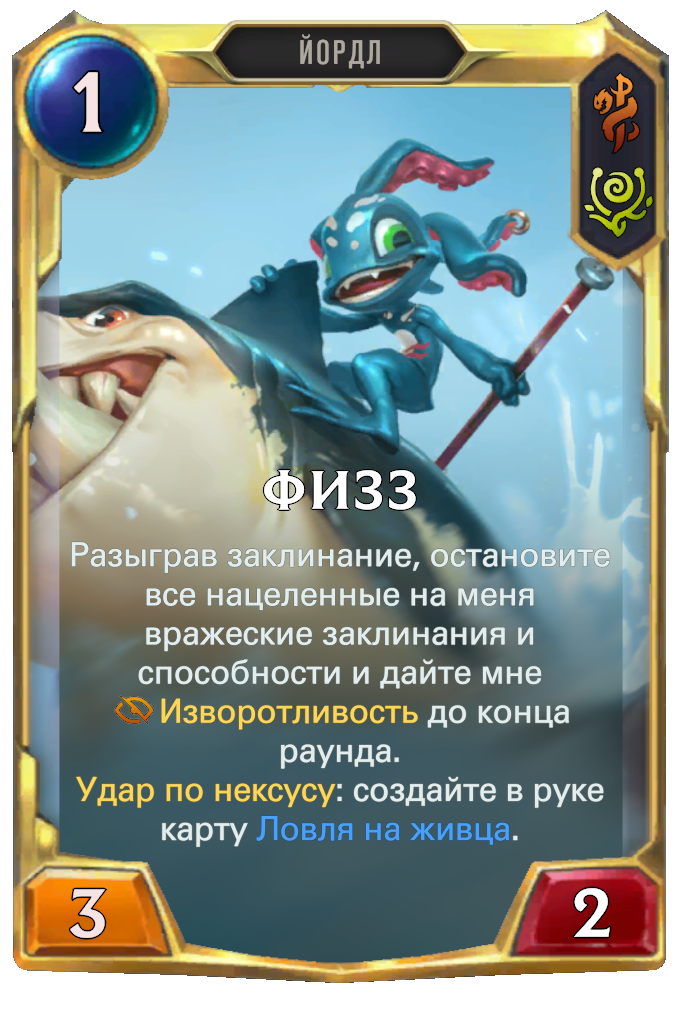 ЙОРДЛ
1
ФИЗЗ
Разыграв заклинание, остановите
все нацеленные на меня
вражеские заклинания и
способности и дайте мне
Изворотливость до конца
раунда.
Удар по нексусу: создайте в руке
карту Ловля на живца.
3
2